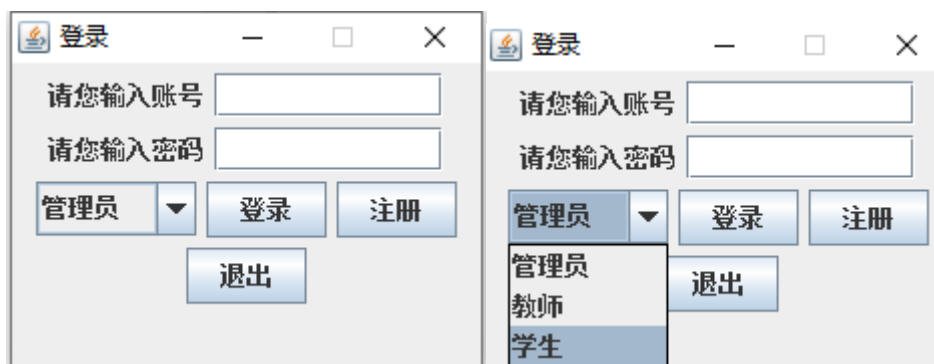 登录
请您输入账号
请您输入密码
管理员 登录 注册
退出
登录
请您输入账号
请您输入密码
管理员 登录 注册
管理员
退出
教师
学生